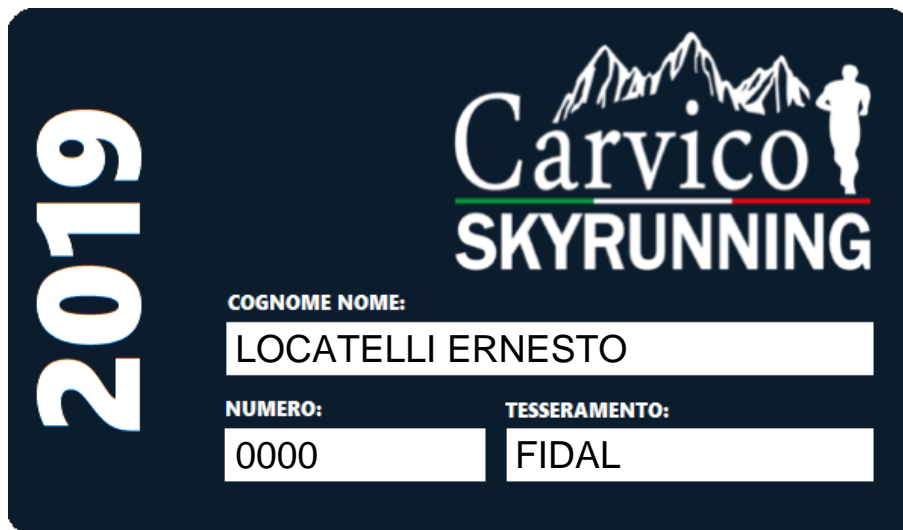 2019
Carvico
SKYRUNNING
COGNOME NOME:
LOCATELLI ERNESTO
NUMERO:
TESSERAMENTO:
0000
FIDAL